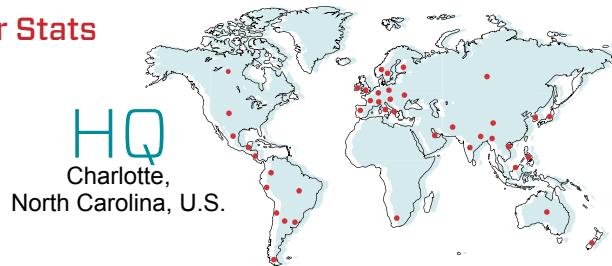 r Stats
HQ
Charlotte,
North Carolina, U.S.